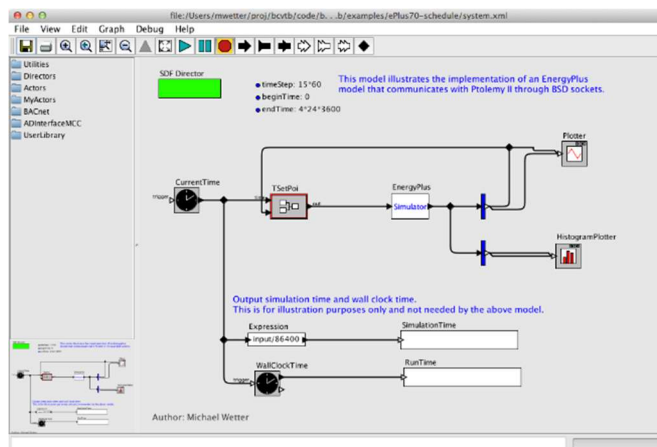 file:/Users/mwetter/proj/bcvtb/code/b. . .b/examples/ePlus70-schedule/system.xml
File View Edit Graph Debug Help
Utilities
Directors
Actors
MyActors
BACnet
ADInterfaceMCC
UserLibrary
SDF Director
timeStep: 15*60
beginTime: 0
endTime: 4*24*3600
This model illustrates the implementation of an EnergyPlus
model that communicates with Ptolemy II through BSD sockets.
Plotter
CurrentTime
TSetPoi
EnergyPlus
Simulator
out
HistogramPlotter
Output simulation time and wall clock time.
This is for illustration purposes only and not needed by the above model.
Expression
input/86400
SimulationTime
WallClockTime
RunTime
Author: Michael Wetter